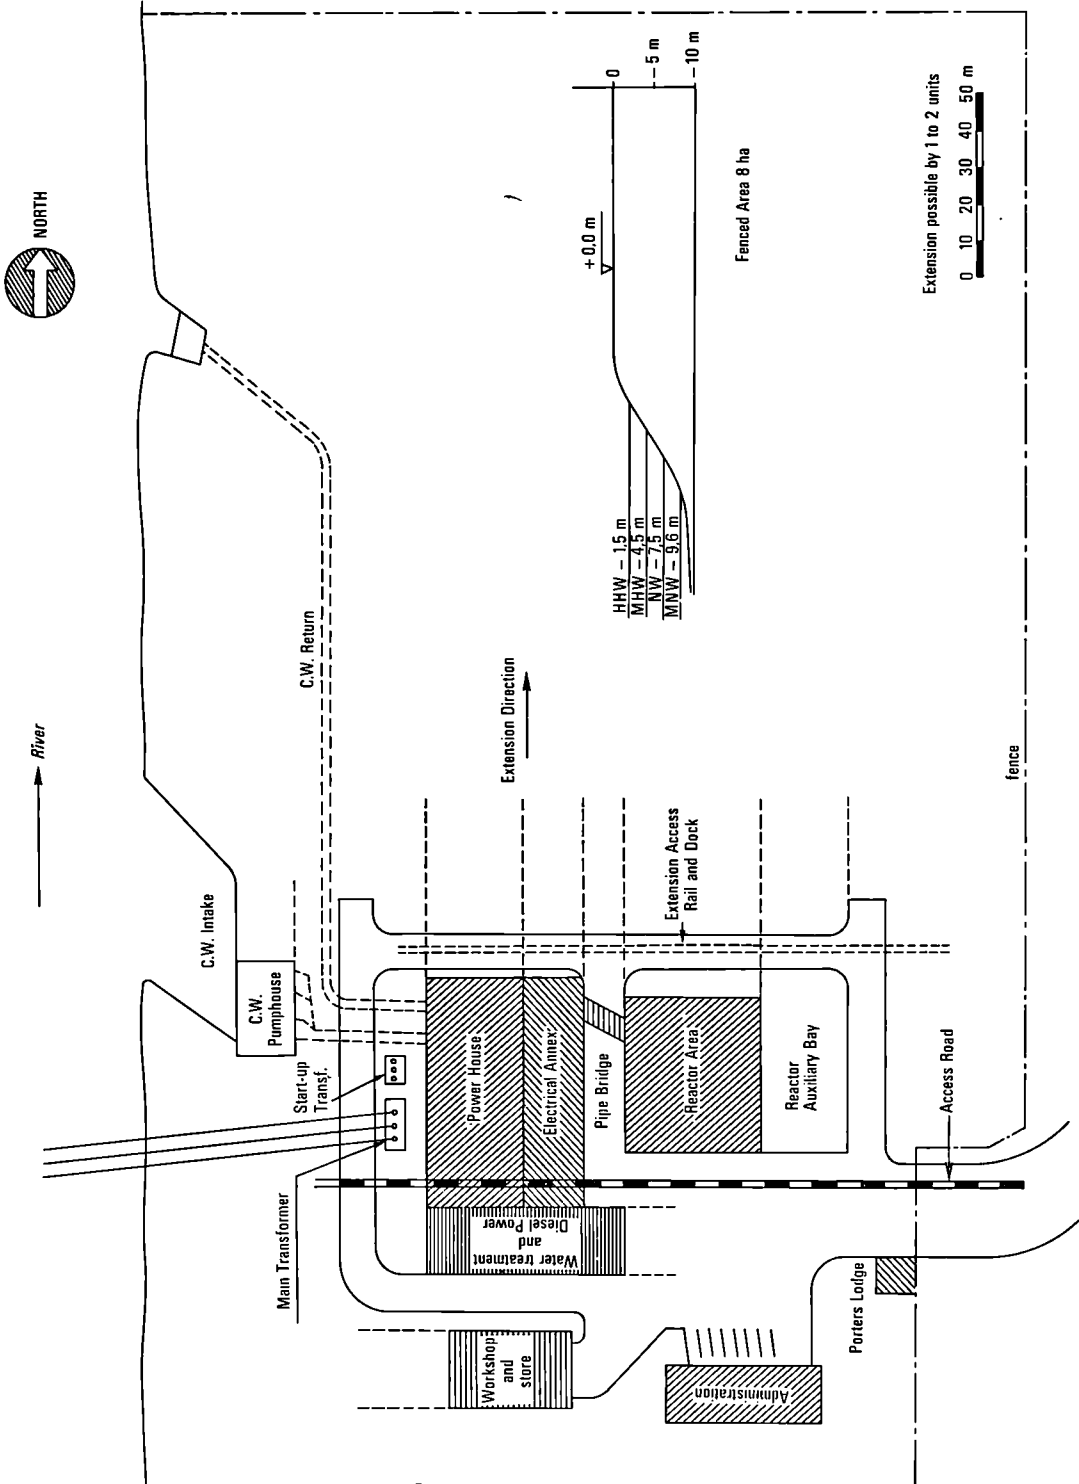 NORTH
River
C.W. Intake
C.W. Return
C.W.
Pumphouse
Start-up
Transf.
Main Transformer
Power House
Electrical Annex
Water treatment
and
Diesel Power
Workshop
and
store
Pipe Bridge
Reactor Area
Reactor
Auxiliary Bay
Extension Direction
Extension Access
Rail and Dock
Access Road
Administration
Porters Lodge
fence
+0,0 m
0
-5 m
-10 m
HHW - 1,5 m
MHW - 4,5 m
NW - 7,5 m
MNW - 9,6 m
Fenced Area 8 ha
Extension possible by 1 to 2 units
0 10 20 30 40 50 m